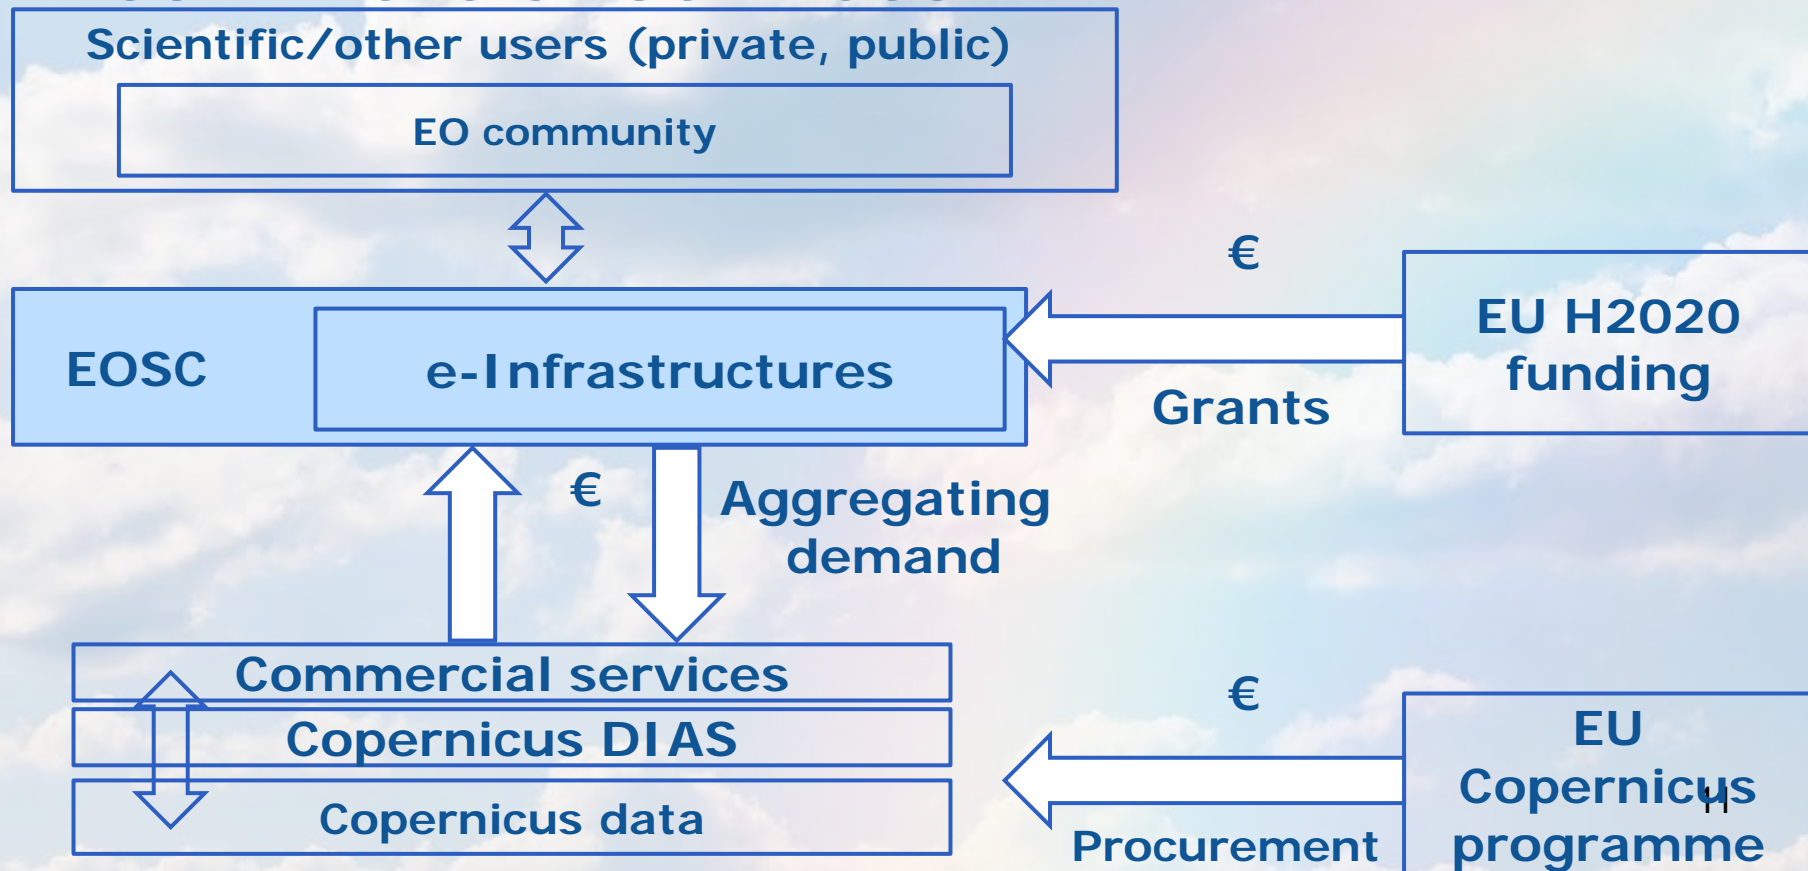 Scientific/other users (private, public)
EO community
€
EU H2020
funding
EOSC
e-Infrastructures
Grants
€
Aggregating
demand
Commercial services
€
Copernicus DIAS
EU
Copernicus
programme
Copernicus data
Procurement